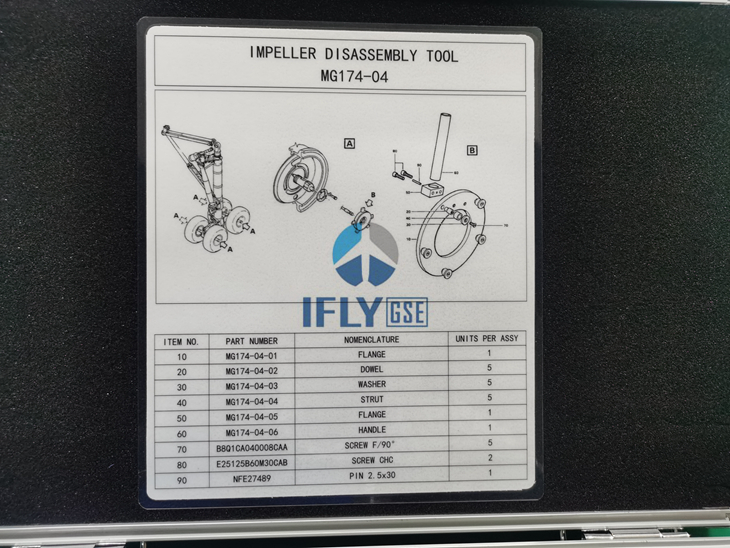 IMPELLER DISASSEMBLY TOOL
MG174-04
A
B
A
A
A
A
B
IFLY GSE
ITEM NO. PART NUMBER NOMENCLATURE UNITS PER ASSY
10 MG174-04-01 FLANGE 1
20 MG174-04-02 DOWEL 5
30 MG174-04-03 WASHER 5
40 MG174-04-04 STRUT 5
50 MG174-04-05 FLANGE 1
60 MG174-04-06 HANDLE 1
70 B8Q1CA040008CAA SCREW F/90° 5
80 E25125B60M30CAB SCREW CHC 2
90 NFE27489 PIN 2.5x30 1